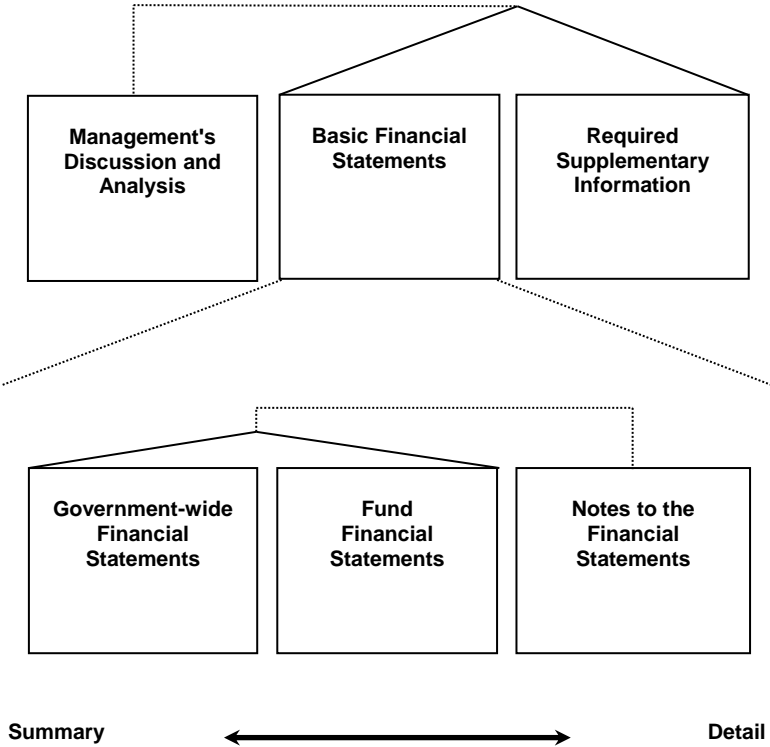 Management's
Discussion and
Analysis
Basic Financial
Statements
Required
Supplementary
Information
Government-wide
Financial
Statements
Fund
Financial
Statements
Notes to the
Financial
Statements
Summary
Detail